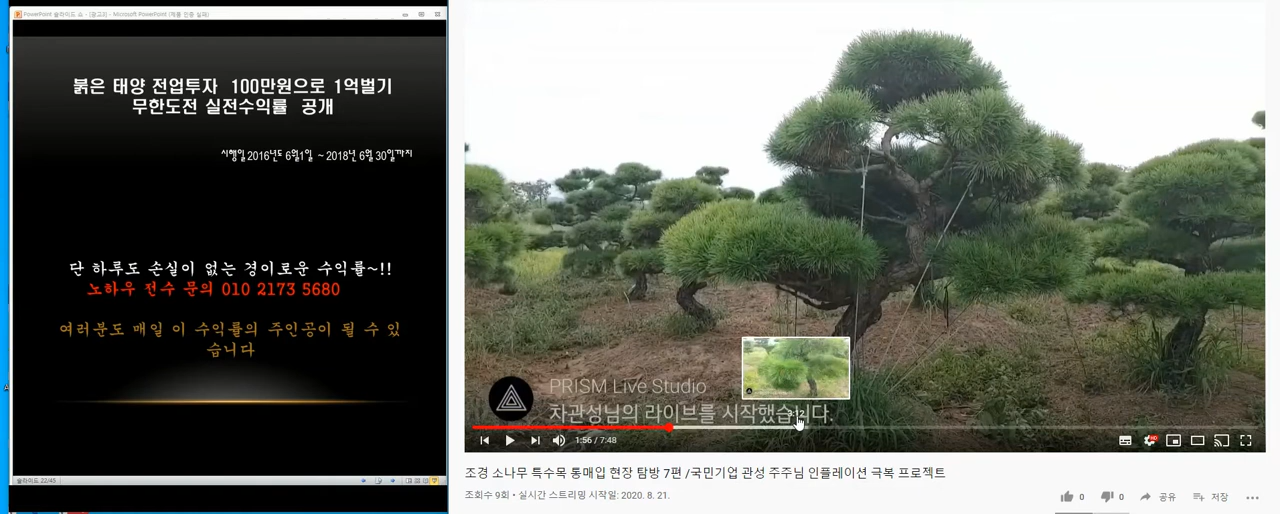 PowerPoint 슬라이드 쇼 - [광고2] - Microsoft PowerPoint (제품 인증 실패)
붉은 태양 전업투자 100만원으로 1억벌기
무한도전 실전수익률 공개
시행일 2016년도 6월1일 ~ 2018년 6월 30일까지
단 하루도 손실이 없는 경이로운 수익률~!!
노하우 전수 문의 010 2173 5680
여러분도 매일 이 수익률의 주인공이 될 수 있
습니다
슬라이드 22/45
PRISM Live Studio
차관성님의 라이브를 시작했습니다.
3:12
1:56 / 7:48
HD
조경 소나무 특수목 통매입 현장 탐방 7편 /국민기업 관성 주주님 인플레이션 극복 프로젝트
조회수 9회 • 실시간 스트리밍 시작일: 2020. 8. 21.
0 0 공유 저장